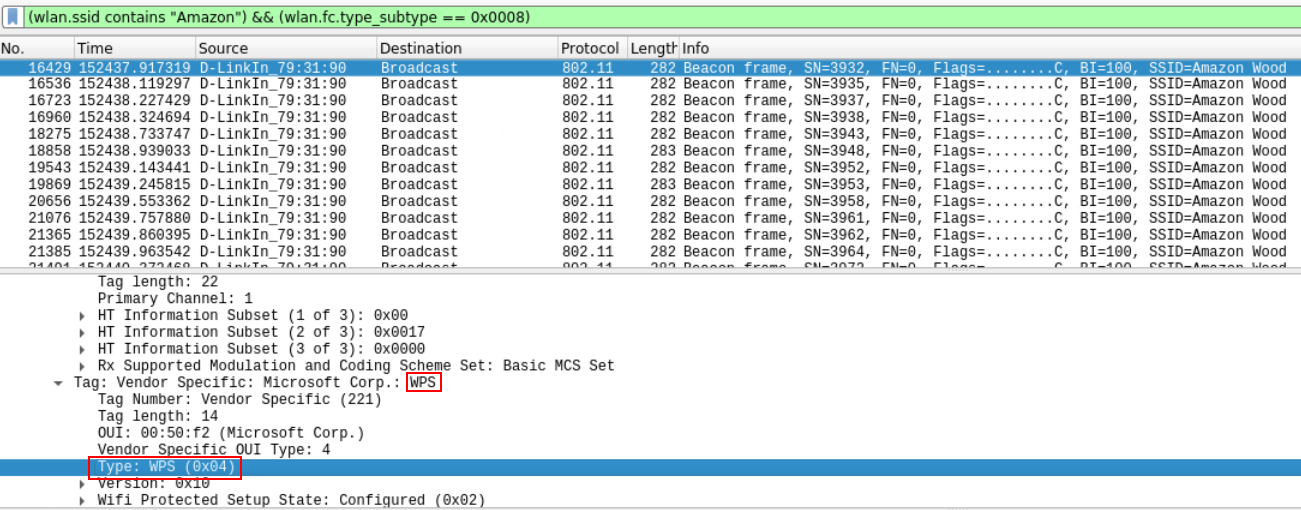 (wlan.ssid contains "Amazon") && (wlan.fc.type_subtype == 0x0008)
No. Time Source Destination Protocol Length Info
16429 152437.917319 D-LinkIn_79:31:90 Broadcast 802.11 282 Beacon frame, SN=3932, FN=0, Flags=........C, BI=100, SSID=Amazon Wood
16536 152438.119297 D-LinkIn_79:31:90 Broadcast 802.11 282 Beacon frame, SN=3935, FN=0, Flags=........C, BI=100, SSID=Amazon Wood
16723 152438.227429 D-LinkIn_79:31:90 Broadcast 802.11 282 Beacon frame, SN=3937, FN=0, Flags=........C, BI=100, SSID=Amazon Wood
16960 152438.324694 D-LinkIn_79:31:90 Broadcast 802.11 282 Beacon frame, SN=3938, FN=0, Flags=........C, BI=100, SSID=Amazon Wood
18275 152438.733747 D-LinkIn_79:31:90 Broadcast 802.11 282 Beacon frame, SN=3943, FN=0, Flags=........C, BI=100, SSID=Amazon Wood
18858 152438.939033 D-LinkIn_79:31:90 Broadcast 802.11 283 Beacon frame, SN=3948, FN=0, Flags=........C, BI=100, SSID=Amazon Wood
19543 152439.143441 D-LinkIn_79:31:90 Broadcast 802.11 282 Beacon frame, SN=3952, FN=0, Flags=........C, BI=100, SSID=Amazon Wood
19869 152439.245815 D-LinkIn_79:31:90 Broadcast 802.11 283 Beacon frame, SN=3953, FN=0, Flags=........C, BI=100, SSID=Amazon Wood
20656 152439.553362 D-LinkIn_79:31:90 Broadcast 802.11 282 Beacon frame, SN=3958, FN=0, Flags=........C, BI=100, SSID=Amazon Wood
21076 152439.757880 D-LinkIn_79:31:90 Broadcast 802.11 282 Beacon frame, SN=3961, FN=0, Flags=........C, BI=100, SSID=Amazon Wood
21365 152439.860395 D-LinkIn_79:31:90 Broadcast 802.11 282 Beacon frame, SN=3962, FN=0, Flags=........C, BI=100, SSID=Amazon Wood
21385 152439.963542 D-LinkIn_79:31:90 Broadcast 802.11 282 Beacon frame, SN=3964, FN=0, Flags=........C, BI=100, SSID=Amazon Wood
Tag length: 22
Primary Channel: 1
HT Information Subset (1 of 3): 0x00
HT Information Subset (2 of 3): 0x0017
HT Information Subset (3 of 3): 0x0000
Rx Supported Modulation and Coding Scheme Set: Basic MCS Set
Tag: Vendor Specific: Microsoft Corp.: WPS
Tag Number: Vendor Specific (221)
Tag length: 14
OUI: 00:50:f2 (Microsoft Corp.)
Vendor Specific OUI Type: 4
Type: WPS (0x04)
Version: 0x10
Wifi Protected Setup State: Configured (0x02)